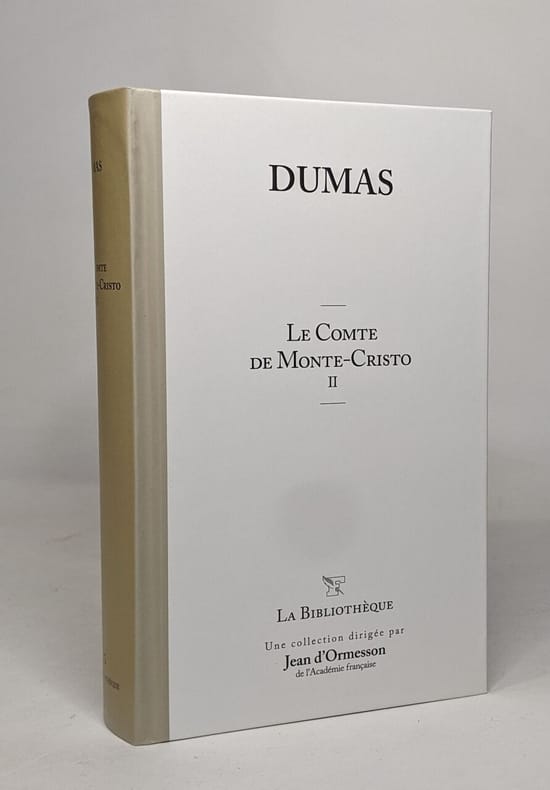 DUMAS
LE COMTE
DE MONTE-CRISTO
II
F
LA BIBLIOTHÈQUE
Une collection dirigée par
Jean d'Ormesson
de l'Académie française